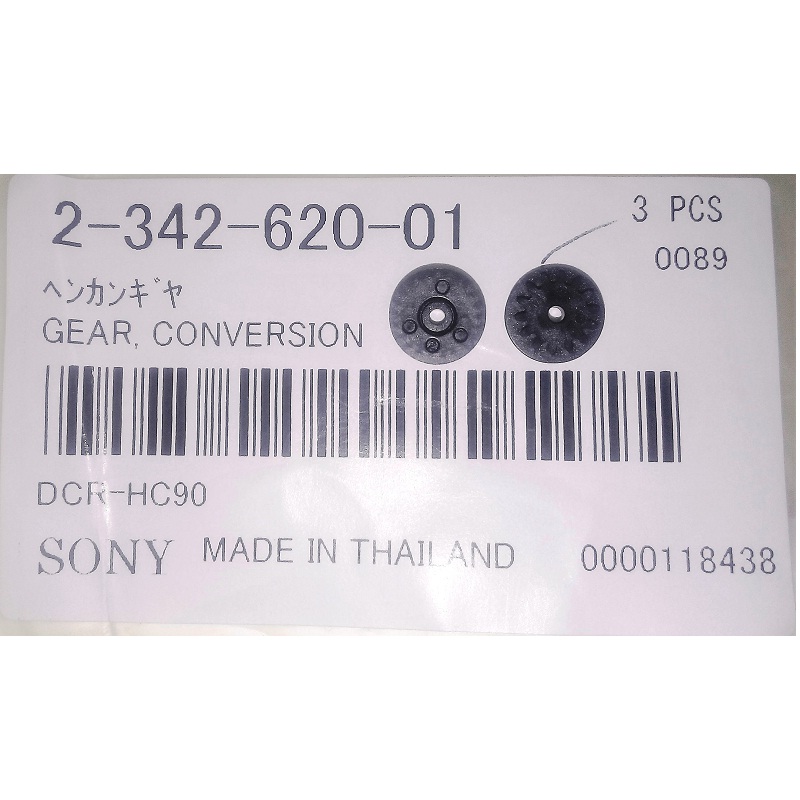 2-342-620-01
3 PCS
0089
ﾍﾝｶﾝｷﾞﾔ
GEAR, CONVERSION
DCR-HC90
SONY MADE IN THAILAND 0000118438